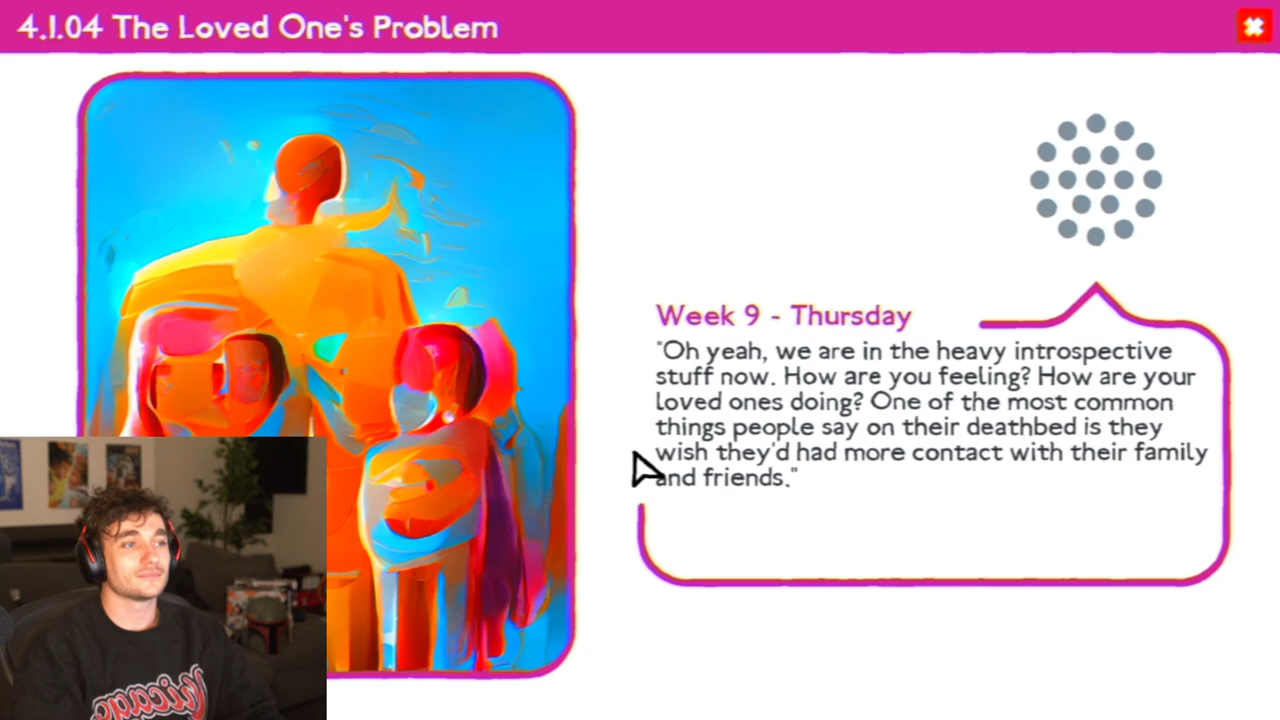 4.1.04 The Loved One's Problem
Week 9 - Thursday
"Oh yeah, we are in the heavy introspective
stuff now. How are you feeling? How are your
loved ones doing? One of the most common
things people say on their deathbed is they
wish they'd had more contact with their family
and friends."
Chicago